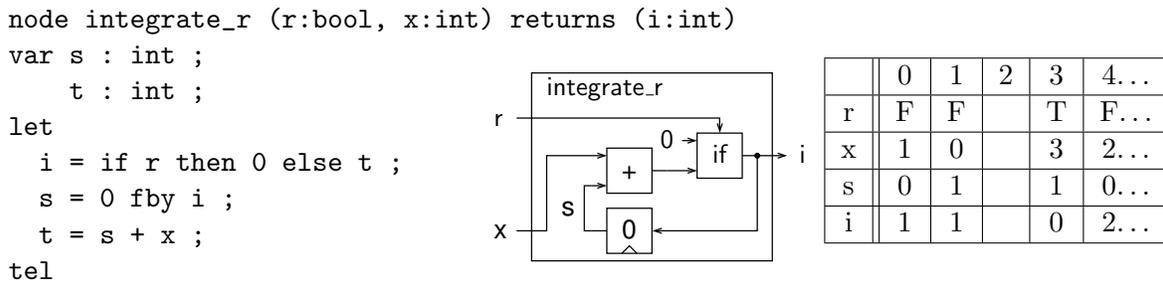 node integrate_r (r:bool, x:int) returns (i:int)
var s : int ;
t : int ;
let
i = if r then 0 else t ;
s = 0 fby i ;
t = s + x ;
tel
integrate_r
r
0
if
i
+
s
x
0
0 1 2 3 4...
r F F T F...
x 1 0 3 2...
s 0 1 1 0...
i 1 1 0 2...